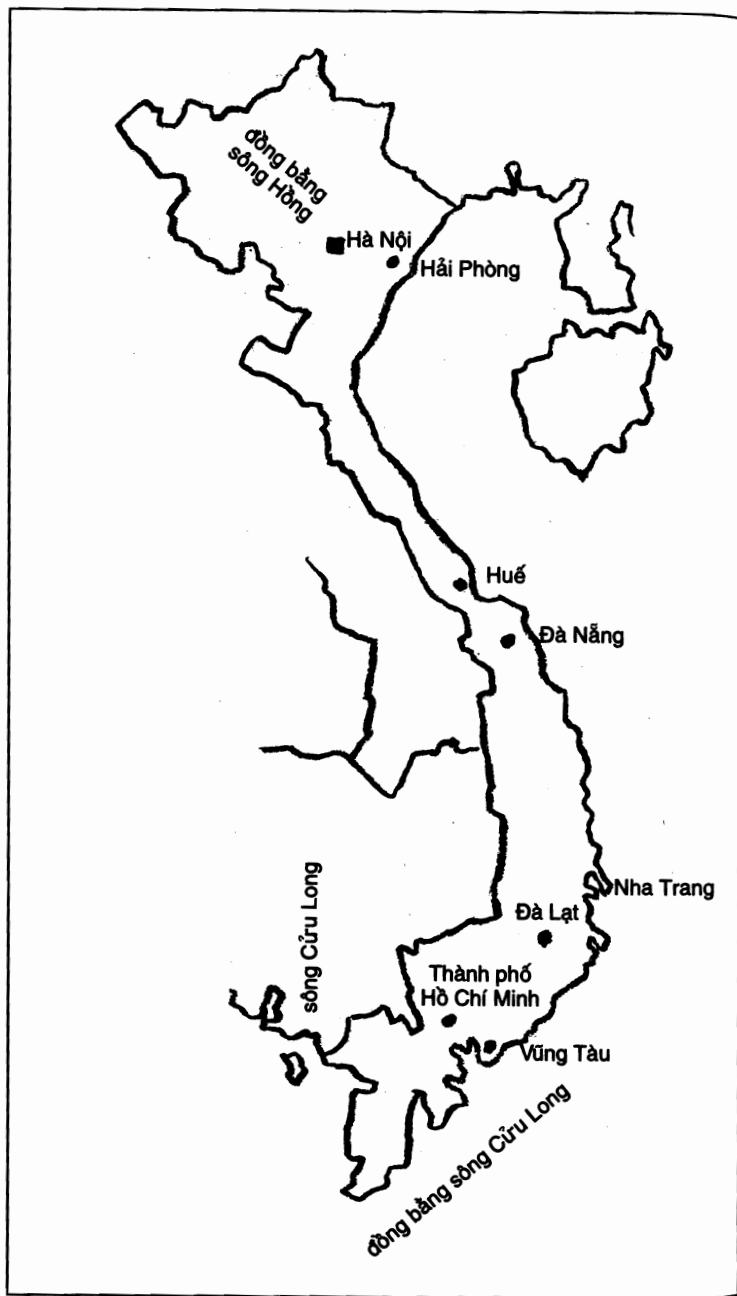 đồng bằng
sông Hồng
Hà Nội
Hải Phòng
Huế
Đà Nẵng
Nha Trang
Đà Lạt
sông Cửu Long
Thành phố
Hồ Chí Minh
Vũng Tàu
đồng bằng sông Cửu Long